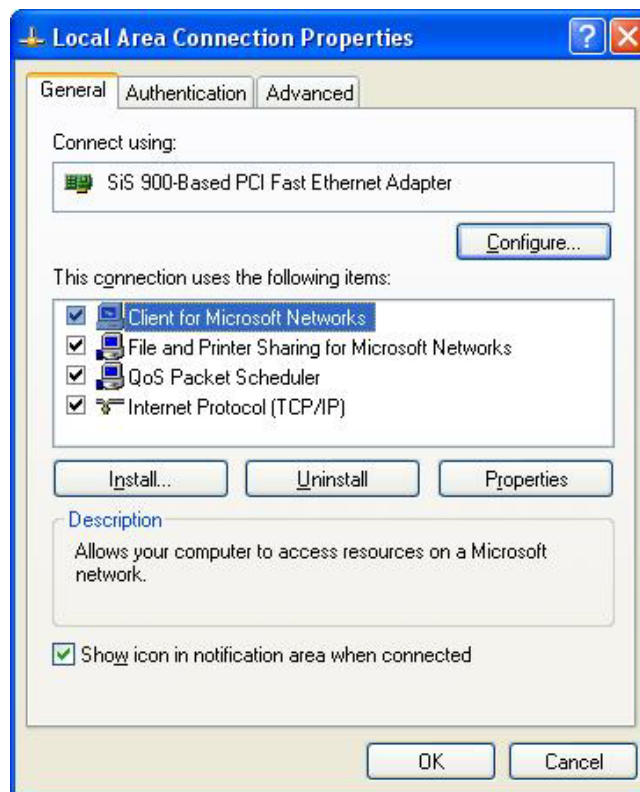 Local Area Connection Properties
General Authentication Advanced
Connect using:
SiS 900-Based PCI Fast Ethernet Adapter
Configure...
This connection uses the following items:
Client for Microsoft Networks
File and Printer Sharing for Microsoft Networks
QoS Packet Scheduler
Internet Protocol (TCP/IP)
Install... Uninstall Properties
Description
Allows your computer to access resources on a Microsoft
network.
Show icon in notification area when connected
OK Cancel